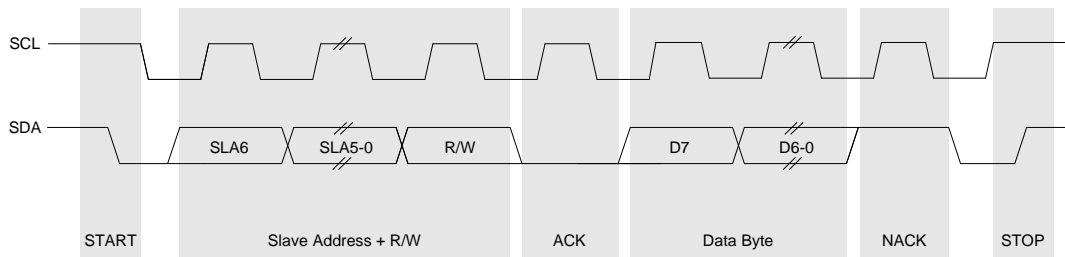 SCL
SDA
SLA6 SLA5-0 R/W D7 D6-0
START Slave Address + R/W ACK Data Byte NACK STOP